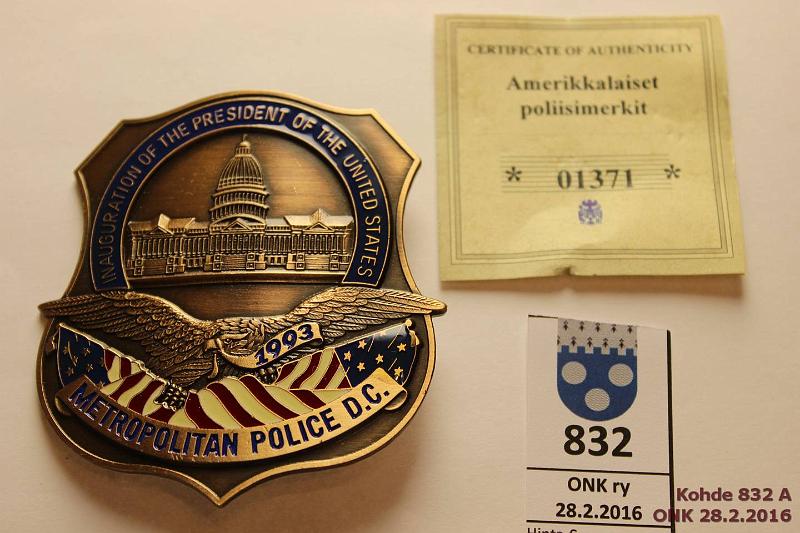 INAUGURATION OF THE PRESIDENT OF THE UNITED STATES
1993
METROPOLITAN POLICE D.C.
CERTIFICATE OF AUTHENTICITY
Amerikkalaiset
poliisimerkit
* 01371 *
832
ONK ry
28.2.2016
Kohde 832 A
ONK 28.2.2016